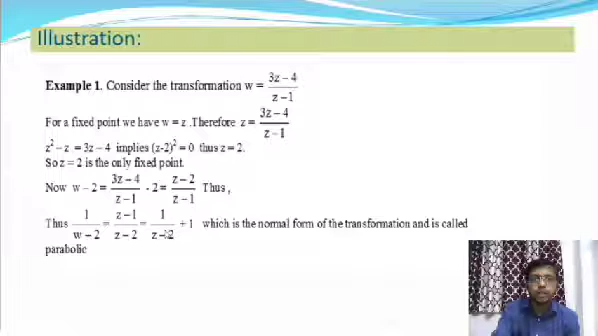 Illustration:
Example 1. Consider the transformation w = (3z – 4)/(z – 1)
For a fixed point we have w = z .Therefore z = (3z – 4)/(z – 1)
z² – z = 3z – 4 implies (z-2)² = 0 thus z = 2.
So z = 2 is the only fixed point.
Now w – 2 = (3z – 4)/(z – 1) - 2 = (z – 2)/(z – 1) Thus ,
Thus 1/(w – 2) = (z – 1)/(z – 2) = 1/(z – 2) + 1 which is the normal form of the transformation and is called
parabolic